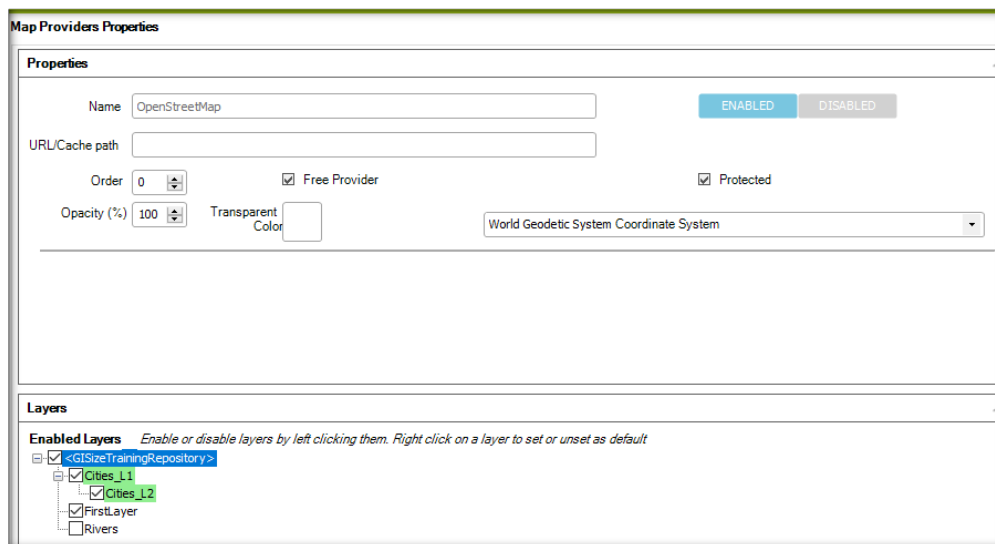 Map Providers Properties
Properties
Name OpenStreetMap ENABLED DISABLED
URL/Cache path
Order 0 Free Provider Protected
Opacity (%) 100 Transparent Color World Geodetic System Coordinate System
Layers
Enabled Layers Enable or disable layers by left clicking them. Right click on a layer to set or unset as default
<GISizeTrainingRepository>
Cities_L1
Cities_L2
FirstLayer
Rivers